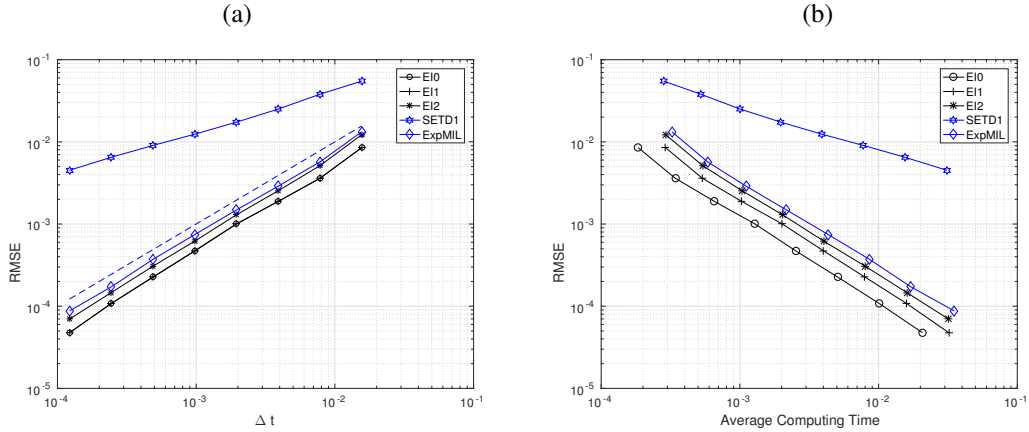 (a)
10^-1
10^-2
10^-3
10^-4
10^-5
RMSE
10^-4
10^-3
10^-2
10^-1
Δ t
EI0
EI1
EI2
SETD1
ExpMIL
(b)
10^-1
10^-2
10^-3
10^-4
10^-5
RMSE
10^-4
10^-3
10^-2
10^-1
Average Computing Time
EI0
EI1
EI2
SETD1
ExpMIL